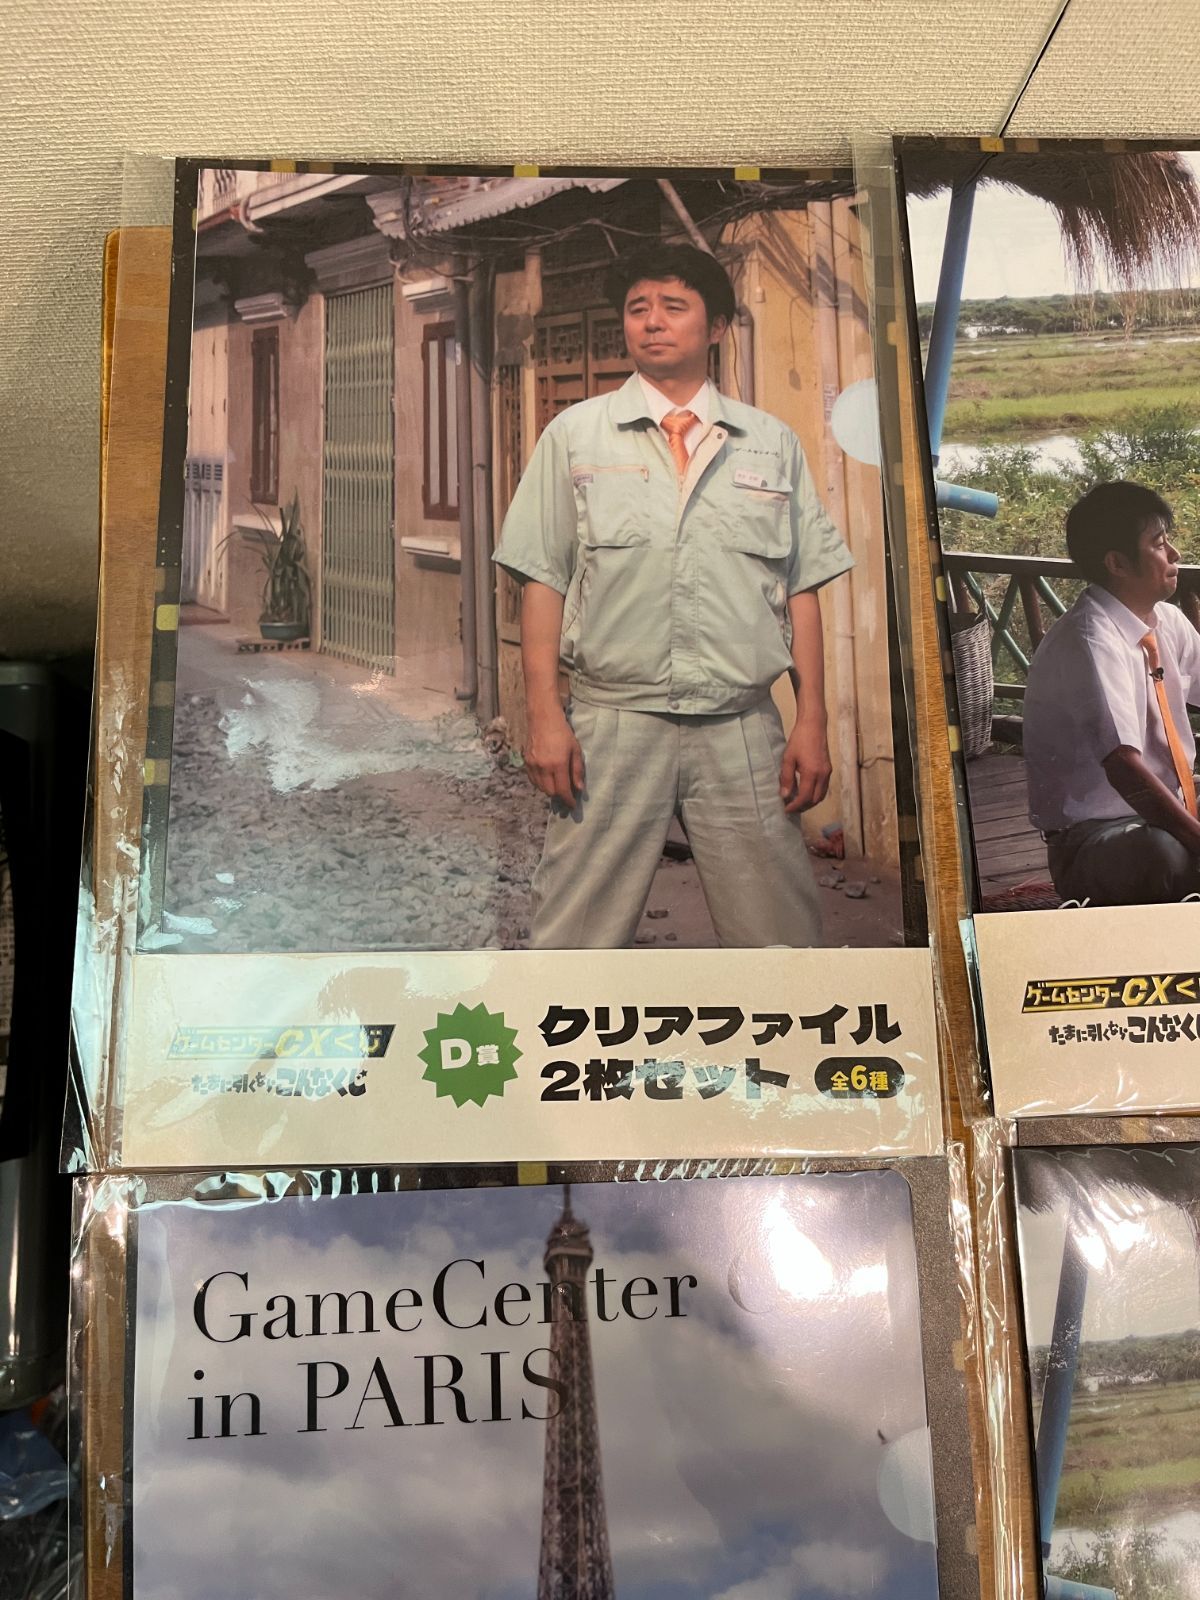 ゲームセンターCXくじ
たまに引くならこんなくじ
D賞
クリアファイル
2枚セット 全6種
ゲームセンターCXく
たまに引くならこんなく
GameCenter C
in PARIS